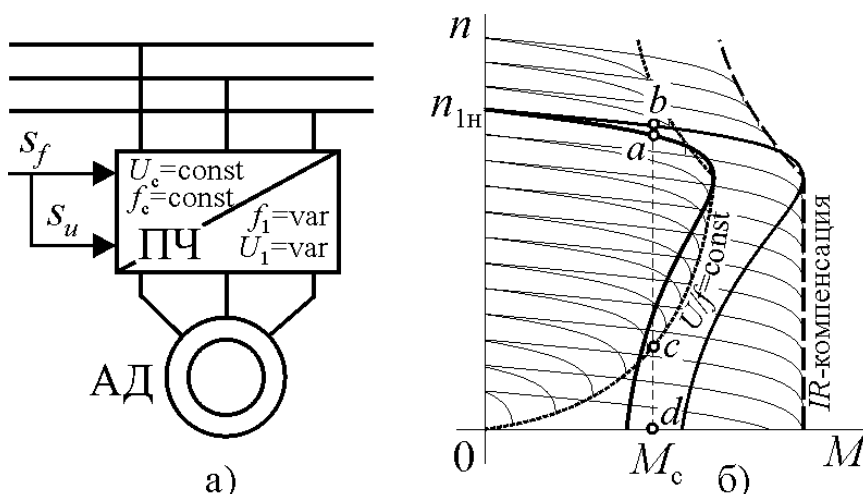 s_f
s_u
U_c=const
f_c=const
f_1=var
U_1=var
ПЧ
АД
а)
n
n_1н
b
a
c
d
U/f=const
IR-компенсация
0
M_c
M
б)